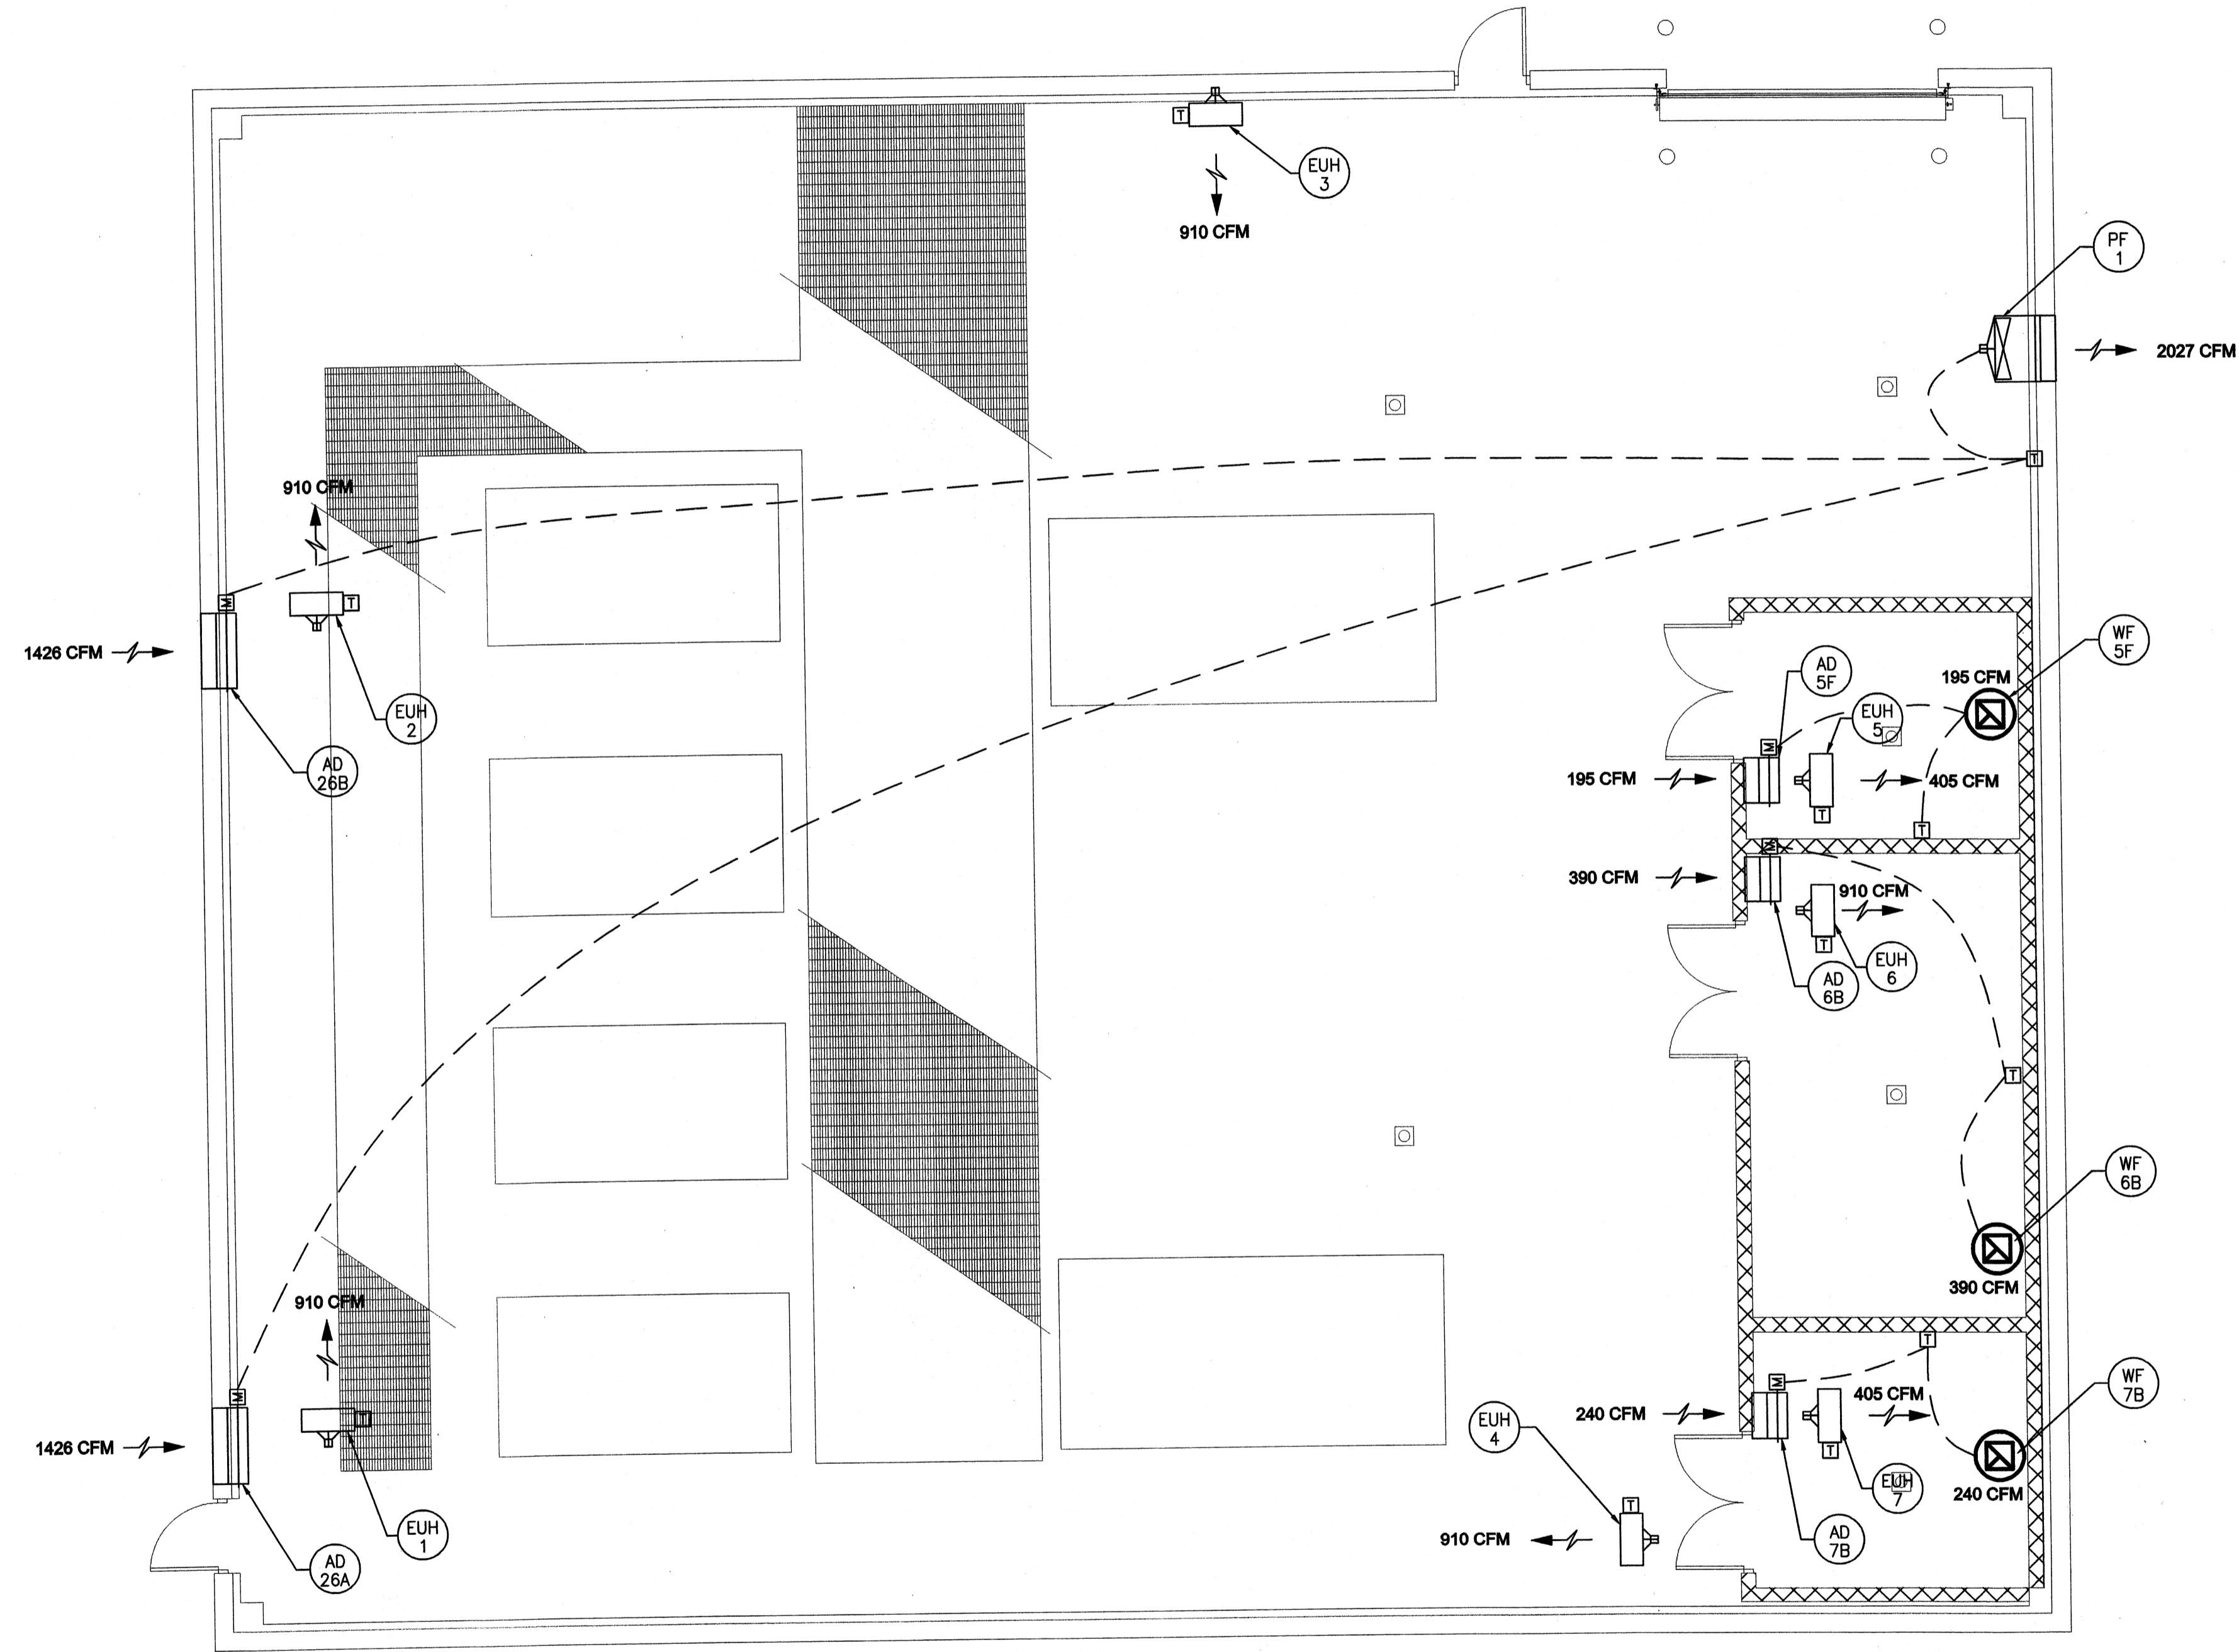 T
EUH
3
910 CFM
PF
1
2027 CFM
T
910 CFM
M
T
1426 CFM
EUH
2
AD
26B
WF
5F
AD
5F
195 CFM
EUH
5
M
195 CFM
405 CFM
T
T
M
390 CFM
910 CFM
T
EUH
6
AD
6B
T
WF
6B
390 CFM
910 CFM
T
WF
7B
M
M
405 CFM
240 CFM
T
1426 CFM
EUH
4
T
EUH
7
240 CFM
T
EUH
1
910 CFM
AD
7B
AD
26A